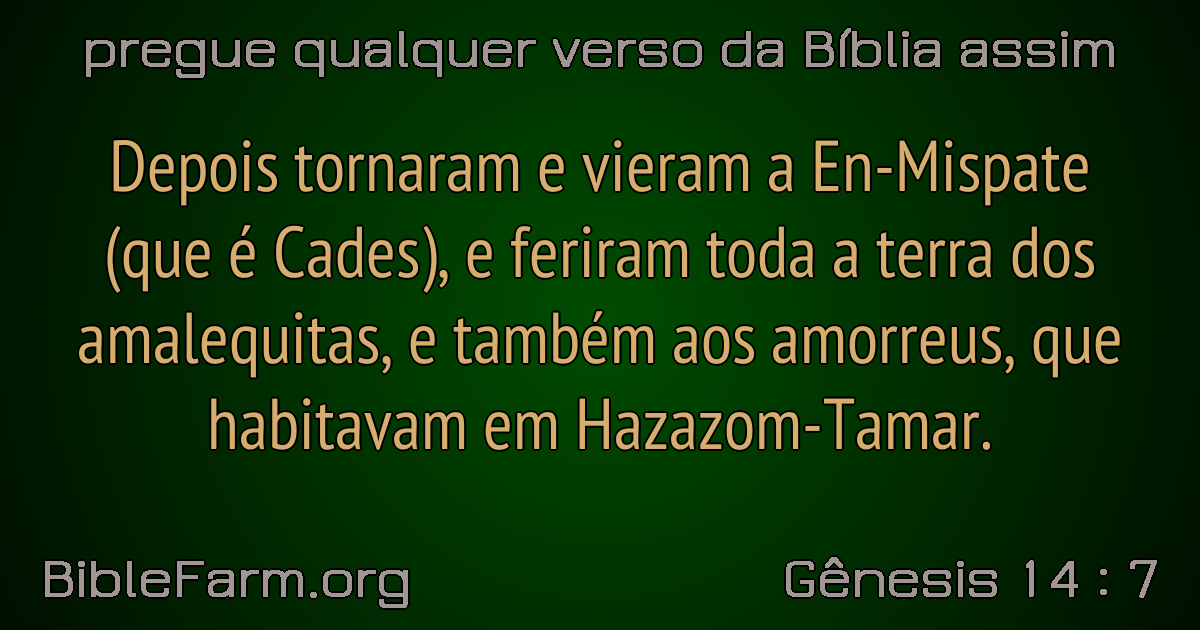 pregue qualquer verso da Bíblia assim
Depois tornaram e vieram a En-Mispate
(que é Cades), e feriram toda a terra dos
amalequitas, e também aos amorreus, que
habitavam em Hazazom-Tamar.
BibleFarm.org
Gênesis 14 : 7